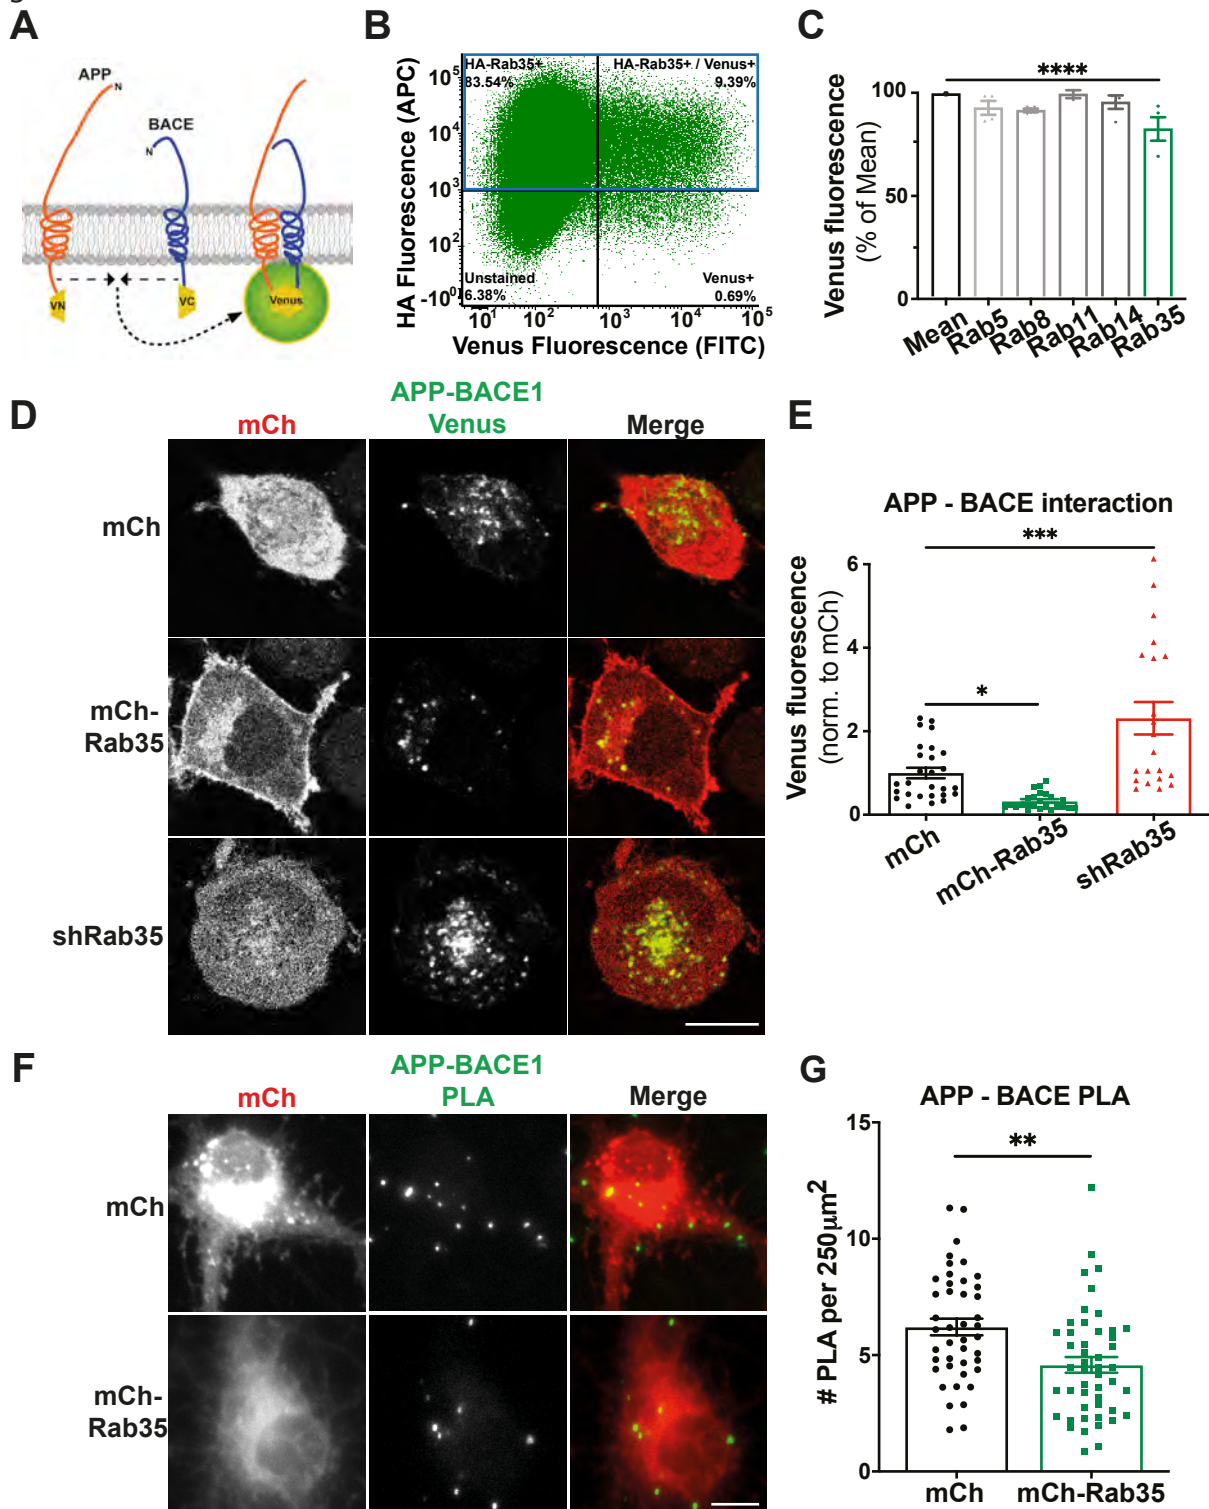 A
APP
N
BACE
N
VN
VC
Venus
B
HA Fluorescence (APC)
10^5
10^4
10^3
10^2
-10^01
HA-Rab35+
83.54%
HA-Rab35+ / Venus+
9.39%
Unstained
6.38%
Venus+
0.69%
10^1 10^2 10^3 10^4 10^5
Venus Fluorescence (FITC)
C
****
Venus fluorescence
(% of Mean)
100
50
0
Mean Rab5 Rab8 Rab11 Rab14 Rab35
D
mCh
APP-BACE1
Venus
Merge
mCh
mCh-
Rab35
shRab35
E
APP - BACE interaction
***
*
Venus fluorescence
(norm. to mCh)
6
4
2
0
mCh mCh-Rab35 shRab35
F
mCh
APP-BACE1
PLA
Merge
mCh
mCh-
Rab35
G
APP - BACE PLA
**
# PLA per 250µm²
15
10
5
0
mCh mCh-Rab35